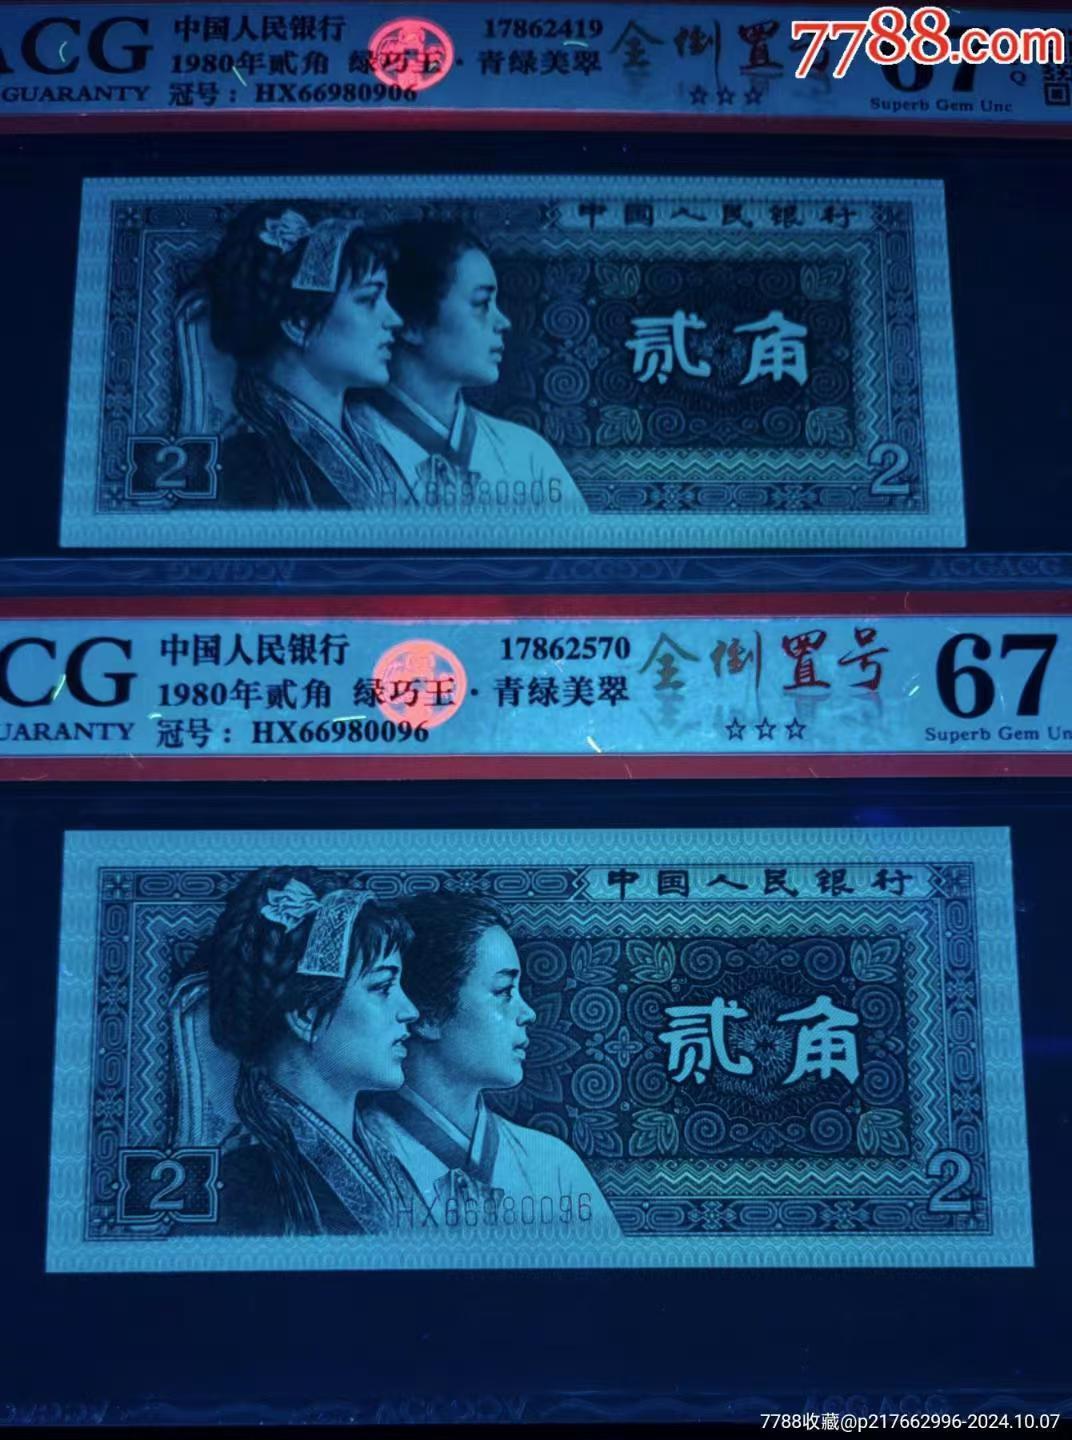 7788.com
ACG
GUARANTY
中国人民银行
17862419
1980年贰角 绿巧玉·青绿美翠
冠号：HX66980906
全倒置号
☆☆☆
67
Superb Gem Unc
中国人民银行
贰角
2
2
HX66980906
CG
UARANTY
中国人民银行
17862570
1980年贰角 绿巧玉·青绿美翠
冠号：HX66980096
全倒置号
☆☆☆
67
Superb Gem Un
中国人民银行
贰角
2
2
HX66980096
7788收藏@p217662996-2024.10.07